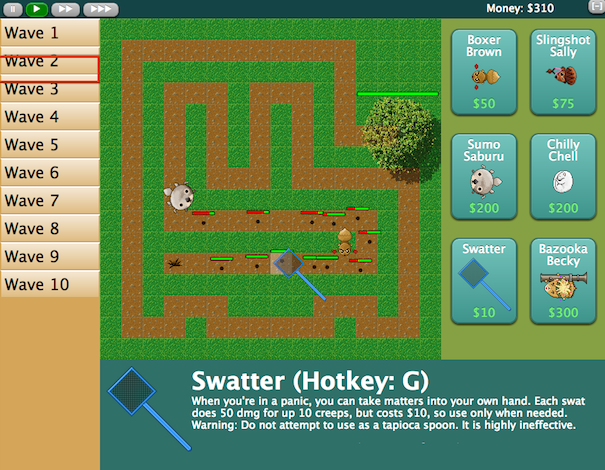 Money: $310
[-]
Wave 1
Wave 2
Wave 3
Wave 4
Wave 5
Wave 6
Wave 7
Wave 8
Wave 9
Wave 10
Boxer
Brown
$50
Slingshot
Sally
$75
Sumo
Saburu
$200
Chilly
Chell
$200
Swatter
$10
Bazooka
Becky
$300
Swatter (Hotkey: G)
When you're in a panic, you can take matters into your own hand. Each swat
does 50 dmg for up 10 creeps, but costs $10, so use only when needed.
Warning: Do not attempt to use as a tapioca spoon. It is highly ineffective.